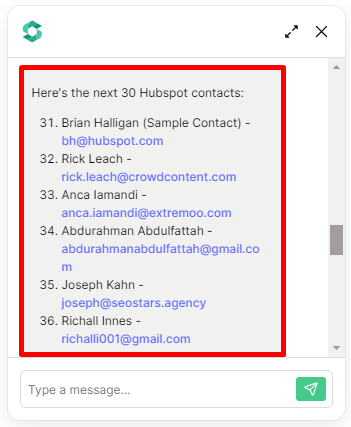 Here's the next 30 Hubspot contacts:
31. Brian Halligan (Sample Contact) -
bh@hubspot.com
32. Rick Leach -
rick.leach@crowdcontent.com
33. Anca Iamandi -
anca.iamandi@extremoo.com
34. Abdurahman Abdulfattah -
abdurahmanabdulfattah@gmail.co
m
35. Joseph Kahn -
joseph@seostars.agency
36. Richall Innes -
richalli001@gmail.com
Type a message...